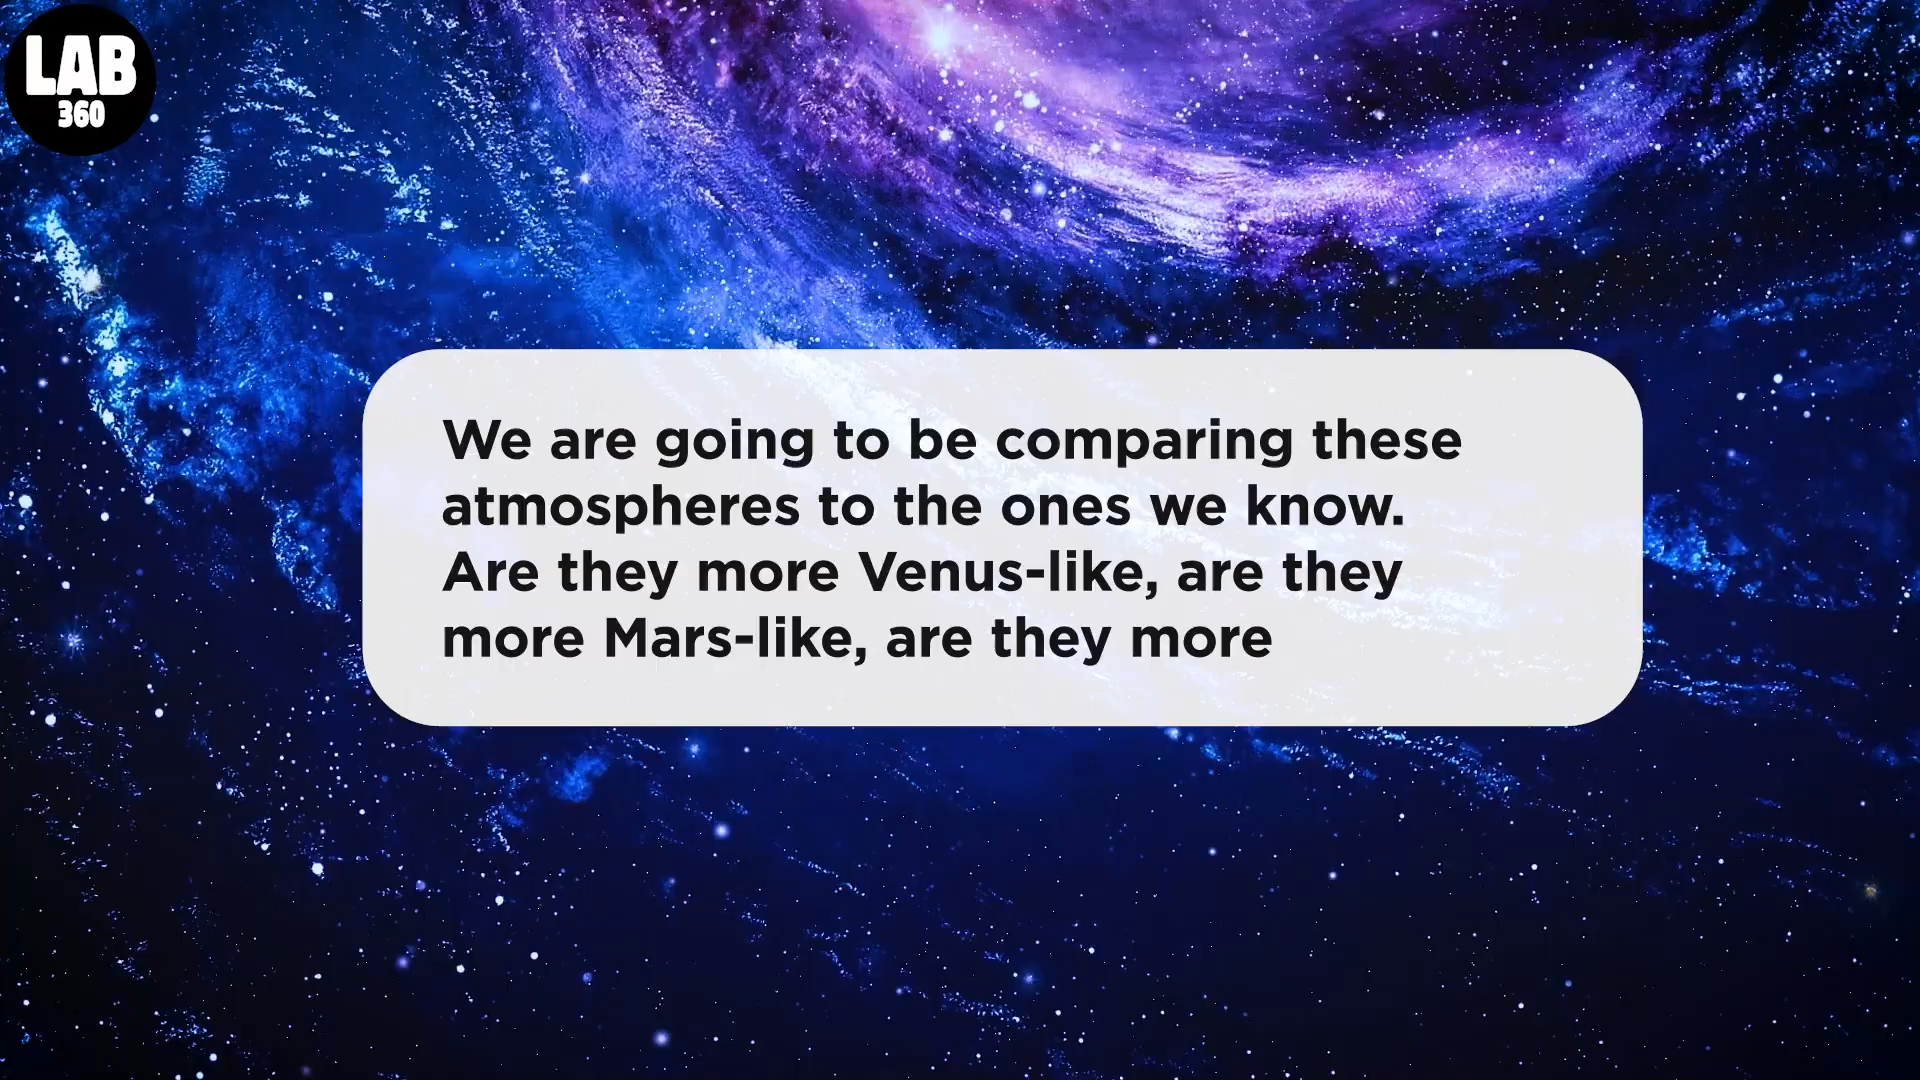 LAB
360
We are going to be comparing these
atmospheres to the ones we know.
Are they more Venus-like, are they
more Mars-like, are they more